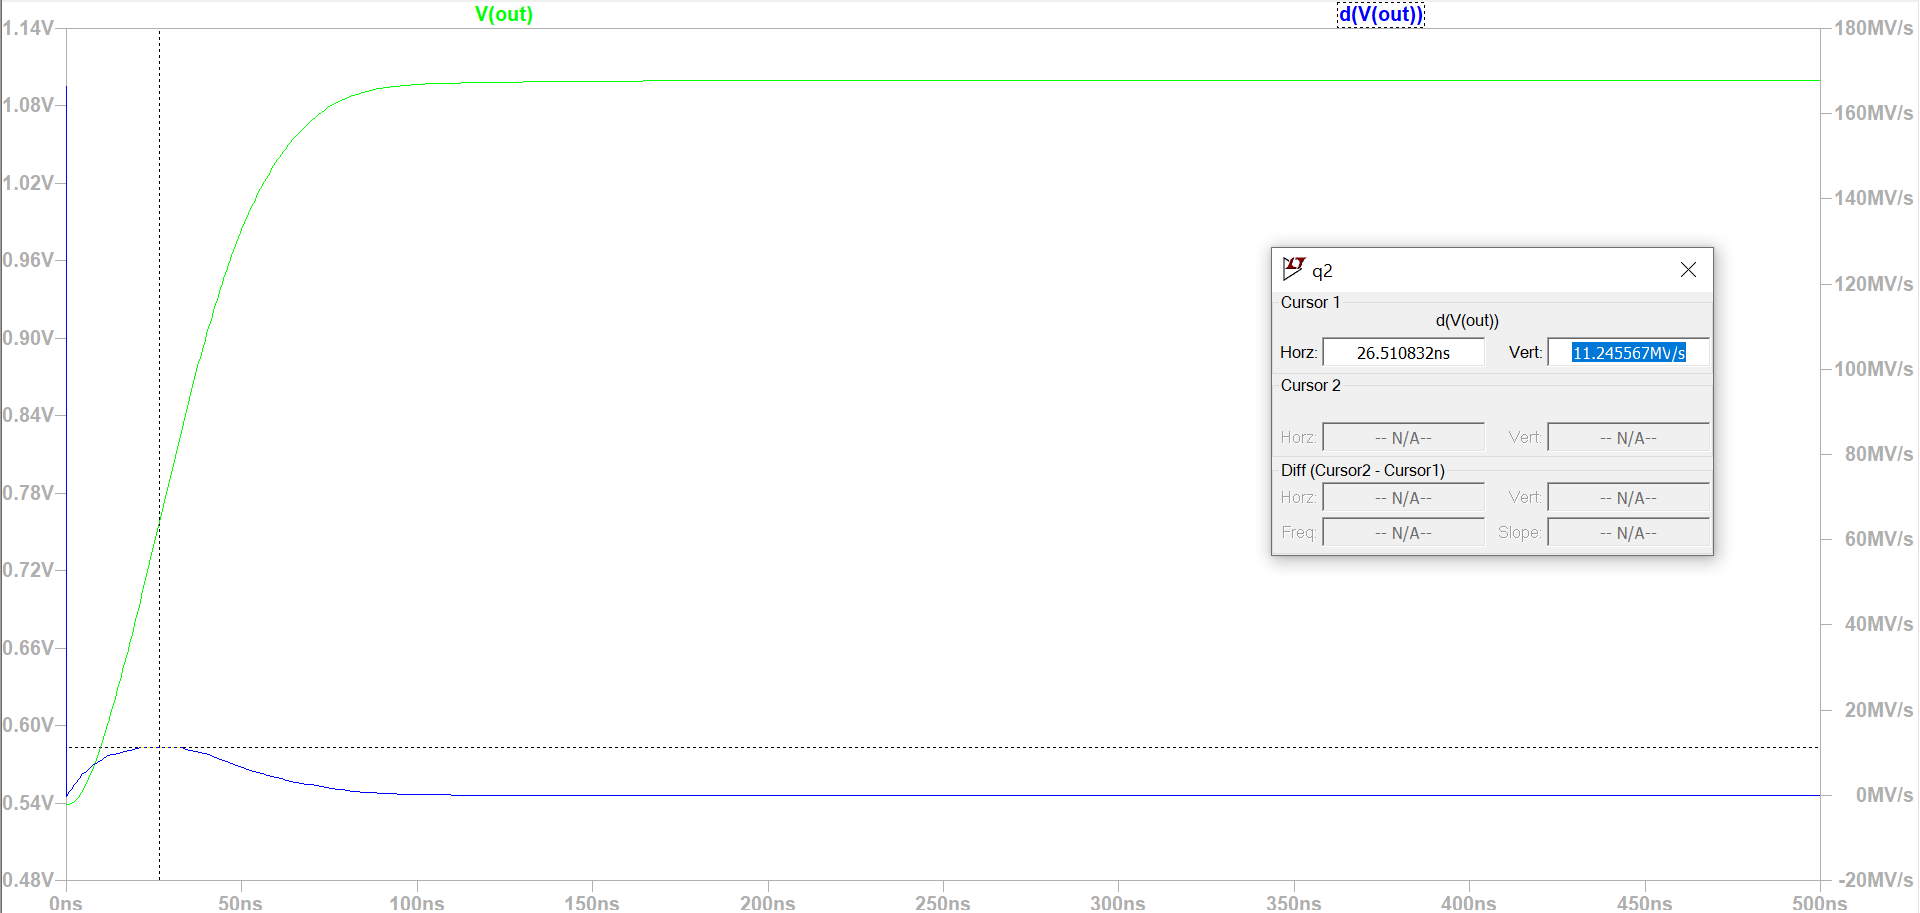 V(out)
d(V(out))
1.14V
1.08V
1.02V
0.96V
0.90V
0.84V
0.78V
0.72V
0.66V
0.60V
0.54V
0.48V
180MV/s
160MV/s
140MV/s
120MV/s
100MV/s
80MV/s
60MV/s
40MV/s
20MV/s
0MV/s
-20MV/s
q2
Cursor 1
d(V(out))
Horz: 26.510832ns Vert: 11.245567MV/s
Cursor 2
Horz: -- N/A-- Vert: -- N/A--
Diff (Cursor2 - Cursor1)
Horz: -- N/A-- Vert: -- N/A--
Freq: -- N/A-- Slope: -- N/A--
0ns 50ns 100ns 150ns 200ns 250ns 300ns 350ns 400ns 450ns 500ns